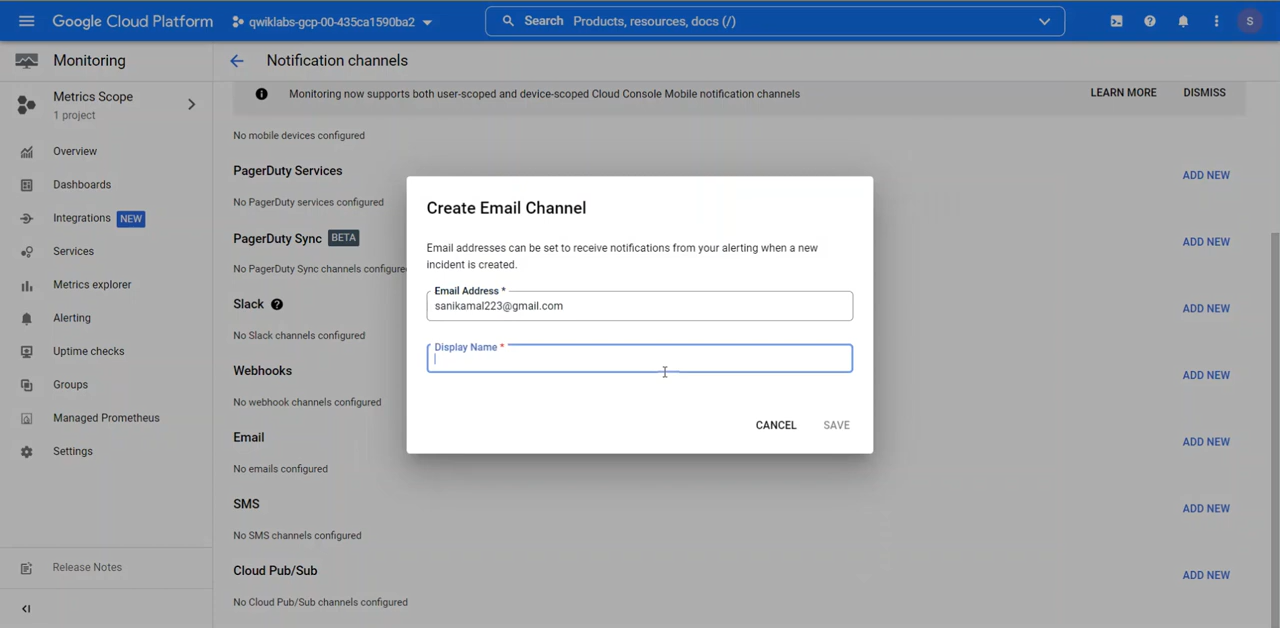 Google Cloud Platform
qwiklabs-gcp-00-435ca1590ba2
Search Products, resources, docs (/)
S
Monitoring
Notification channels
Metrics Scope
1 project
Overview
Dashboards
Integrations NEW
Services
Metrics explorer
Alerting
Uptime checks
Groups
Managed Prometheus
Settings
Release Notes
Monitoring now supports both user-scoped and device-scoped Cloud Console Mobile notification channels
LEARN MORE
DISMISS
No mobile devices configured
PagerDuty Services
ADD NEW
No PagerDuty services configured
PagerDuty Sync BETA
ADD NEW
No PagerDuty Sync channels configure
Slack
ADD NEW
No Slack channels configured
Webhooks
ADD NEW
No webhook channels configured
Email
ADD NEW
No emails configured
SMS
ADD NEW
No SMS channels configured
Cloud Pub/Sub
ADD NEW
No Cloud Pub/Sub channels configured
Create Email Channel
Email addresses can be set to receive notifications from your alerting when a new
incident is created.
Email Address *
sanikamal223@gmail.com
Display Name *
CANCEL
SAVE